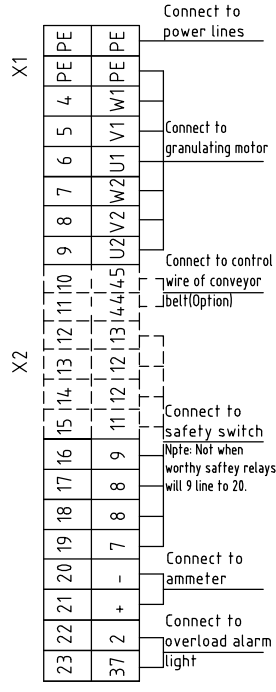 Connect to
power lines
X1
PE PE
PE PE
4 W1
5 V1
6 U1
7 W2
8 V2
9 U2
Connect to
granulating motor
10 45
11 44
Connect to control
wire of conveyor
belt(Option)
X2
12 13
13 12
14 12
15 11
16 9
17 8
18 8
19 7
Connect to
safety switch
Npte: Not when
worthy saftey relays
will 9 line to 20.
20 -
21 +
Connect to
ammeter
22 2
23 37
Connect to
overload alarm
light